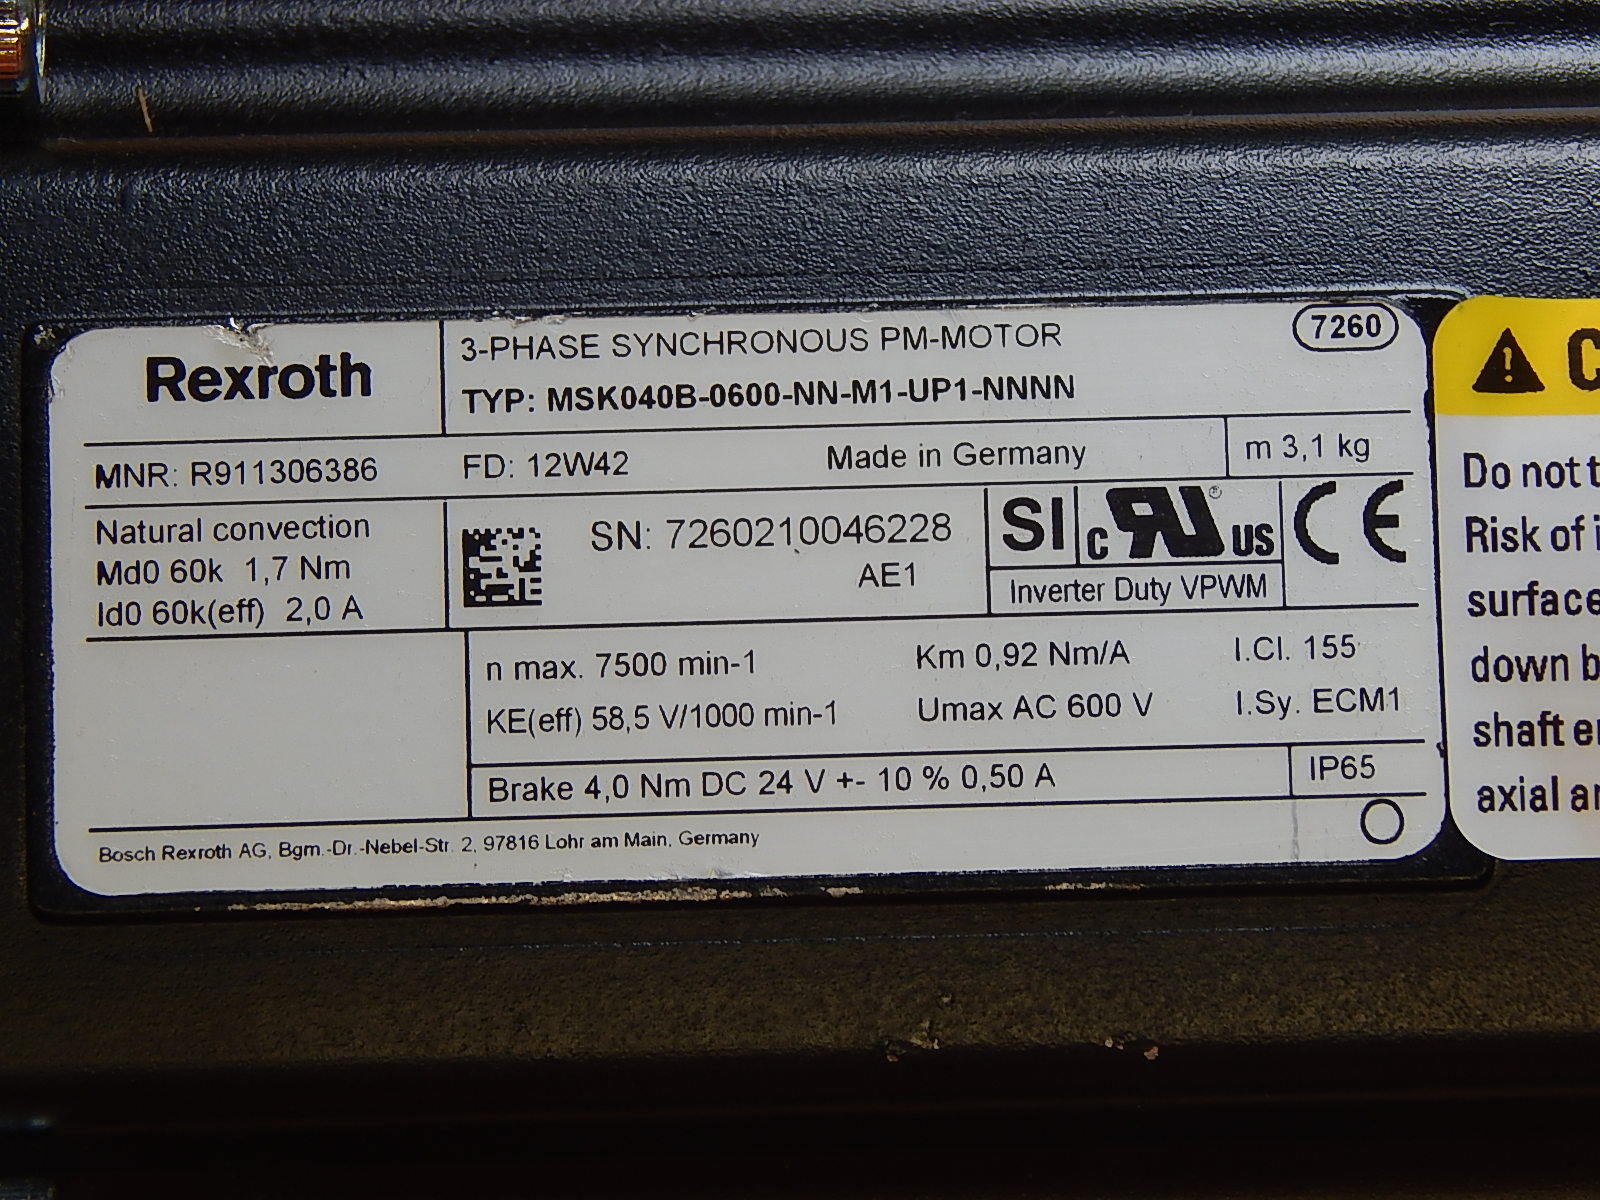 Rexroth
3-PHASE SYNCHRONOUS PM-MOTOR
7260
TYP: MSK040B-0600-NN-M1-UP1-NNNN
MNR: R911306386
FD: 12W42
Made in Germany
m 3,1 kg
Natural convection
Md0 60k 1,7 Nm
Id0 60k(eff) 2,0 A
SN: 7260210046228
AE1
SI
c RU® US
CE
Inverter Duty VPWM
n max. 7500 min-1
Km 0,92 Nm/A
I.Cl. 155
KE(eff) 58,5 V/1000 min-1
Umax AC 600 V
I.Sy. ECM1
Brake 4,0 Nm DC 24 V +- 10 % 0,50 A
IP65
Bosch Rexroth AG, Bgm.-Dr.-Nebel-Str. 2, 97816 Lohr am Main, Germany
C
Do not t
Risk of i
surface
down b
shaft e
axial a